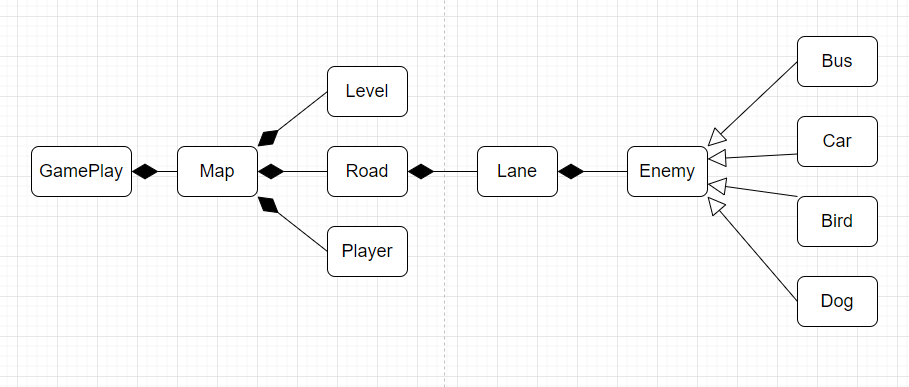 GamePlay
Map
Level
Road
Player
Lane
Enemy
Bus
Car
Bird
Dog